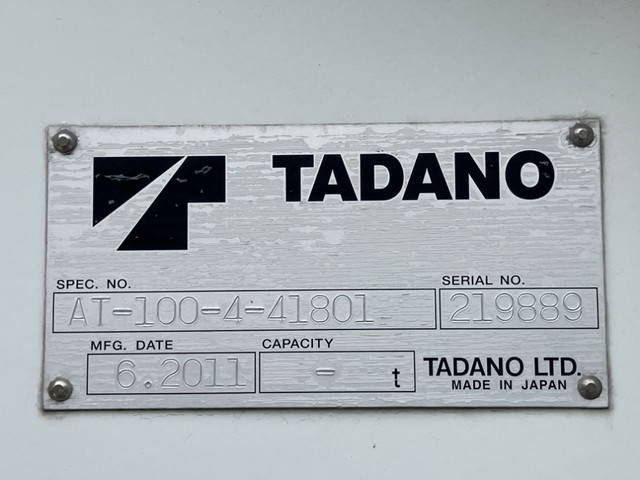 TADANO
SPEC. NO. SERIAL NO.
AT-100-4-41801 219889
MFG. DATE CAPACITY
6.2011 - t TADANO LTD.
MADE IN JAPAN